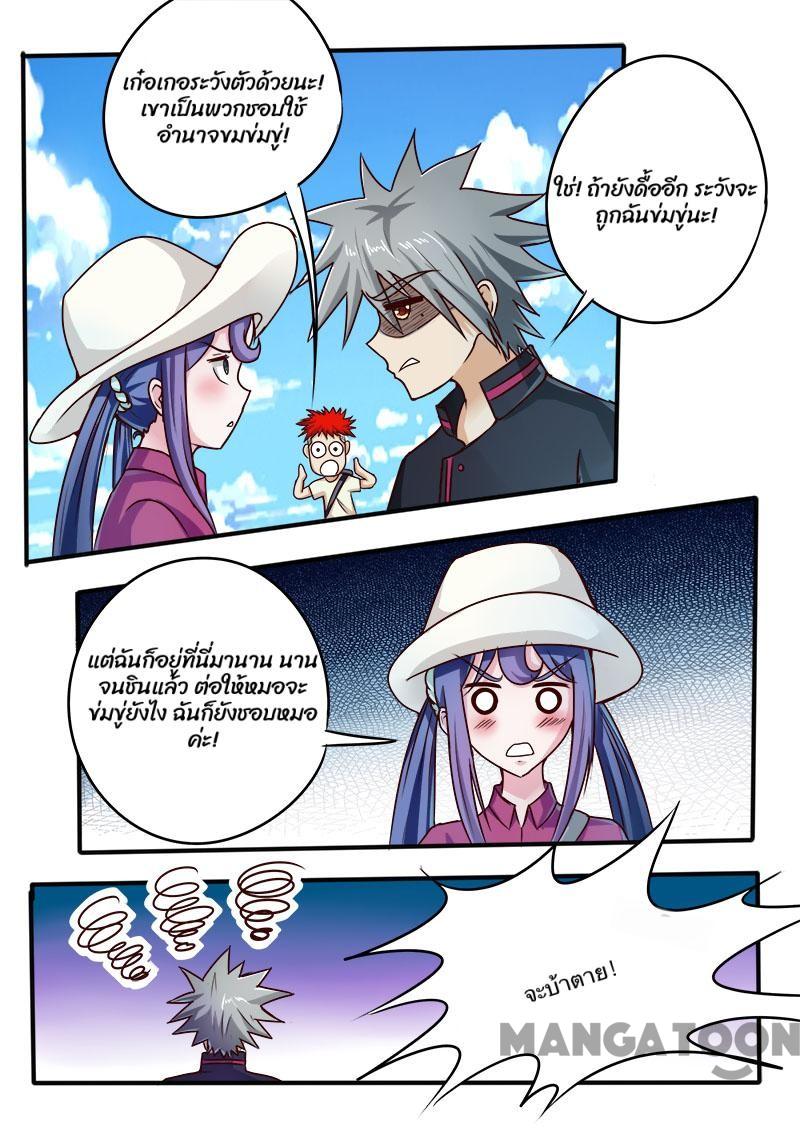 เก๋อเกอระวังตัวด้วยนะ!
เขาเป็นพวกชอบใช้
อำนาจขมข่มขู่!
ใช่! ถ้ายังดื้ออีก ระวังจะ
ถูกฉันข่มขู่นะ!
แต่ฉันก็อยู่ที่นี่มานาน นาน
จนชินแล้ว ต่อให้หมอจะ
ข่มขู่ยังไง ฉันก็ยังชอบหมอ
ค่ะ!
จะบ้าตาย!
MANGATOON